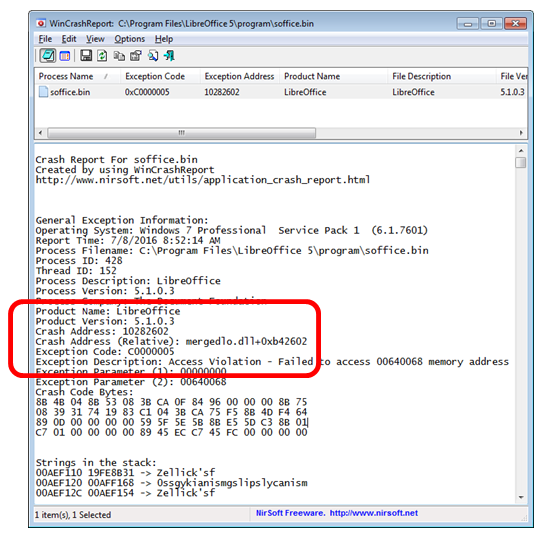 WinCrashReport: C:\Program Files\LibreOffice 5\program\soffice.bin
File Edit View Options Help
Process Name / Exception Code Exception Address Product Name File Description File Ver
soffice.bin 0xC0000005 10282602 LibreOffice LibreOffice 5.1.0.3
Crash Report For soffice.bin
Created by using WinCrashReport
http://www.nirsoft.net/utils/application_crash_report.html
General Exception Information:
Operating System: Windows 7 Professional  Service Pack 1  (6.1.7601)
Report Time: 7/8/2016 8:52:14 AM
Process Filename: C:\Program Files\LibreOffice 5\program\soffice.bin
Process ID: 428
Thread ID: 152
Process Description: LibreOffice
Process Version: 5.1.0.3
Process Company: The Document Foundation
Product Name: LibreOffice
Product Version: 5.1.0.3
Crash Address: 10282602
Crash Address (Relative): mergedlo.dll+0xb42602
Exception Code: C0000005
Exception Description: Access Violation - Failed to access 00640068 memory address
Exception Parameter (1): 00000000
Exception Parameter (2): 00640068
Crash Code Bytes:
8B 4B 04 8B 53 08 3B CA 0F 84 96 00 00 00 8B 75
08 39 31 74 19 83 C1 04 3B CA 75 F5 8B 4D F4 64
89 0D 00 00 00 00 59 5F 5E 5B 8B E5 5D C3 8B 01
C7 01 00 00 00 00 89 45 EC C7 45 FC 00 00 00 00
Strings in the stack:
00AEF110 19FE8B31 -> Zellick'sf
00AEF120 00AFF168 -> Ossgykianismgslipslycanism
00AEF12C 00AEF154 -> Zellick'sf
1 item(s), 1 Selected
NirSoft Freeware. http://www.nirsoft.net